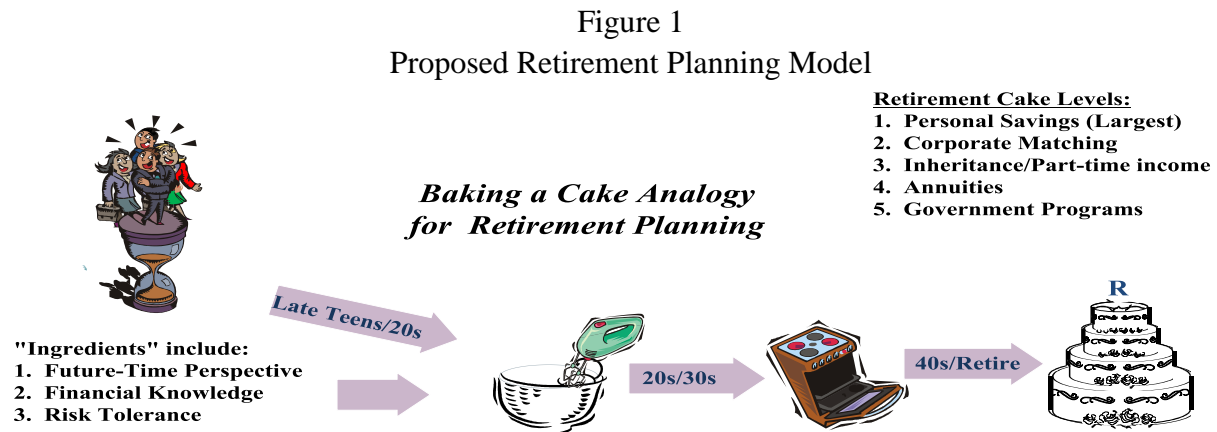 Figure 1
Proposed Retirement Planning Model
Retirement Cake Levels:
1. Personal Savings (Largest)
2. Corporate Matching
3. Inheritance/Part-time income
4. Annuities
5. Government Programs
Baking a Cake Analogy
for Retirement Planning
Late Teens/20s
"Ingredients" include:
1. Future-Time Perspective
2. Financial Knowledge
3. Risk Tolerance
20s/30s
40s/Retire
R